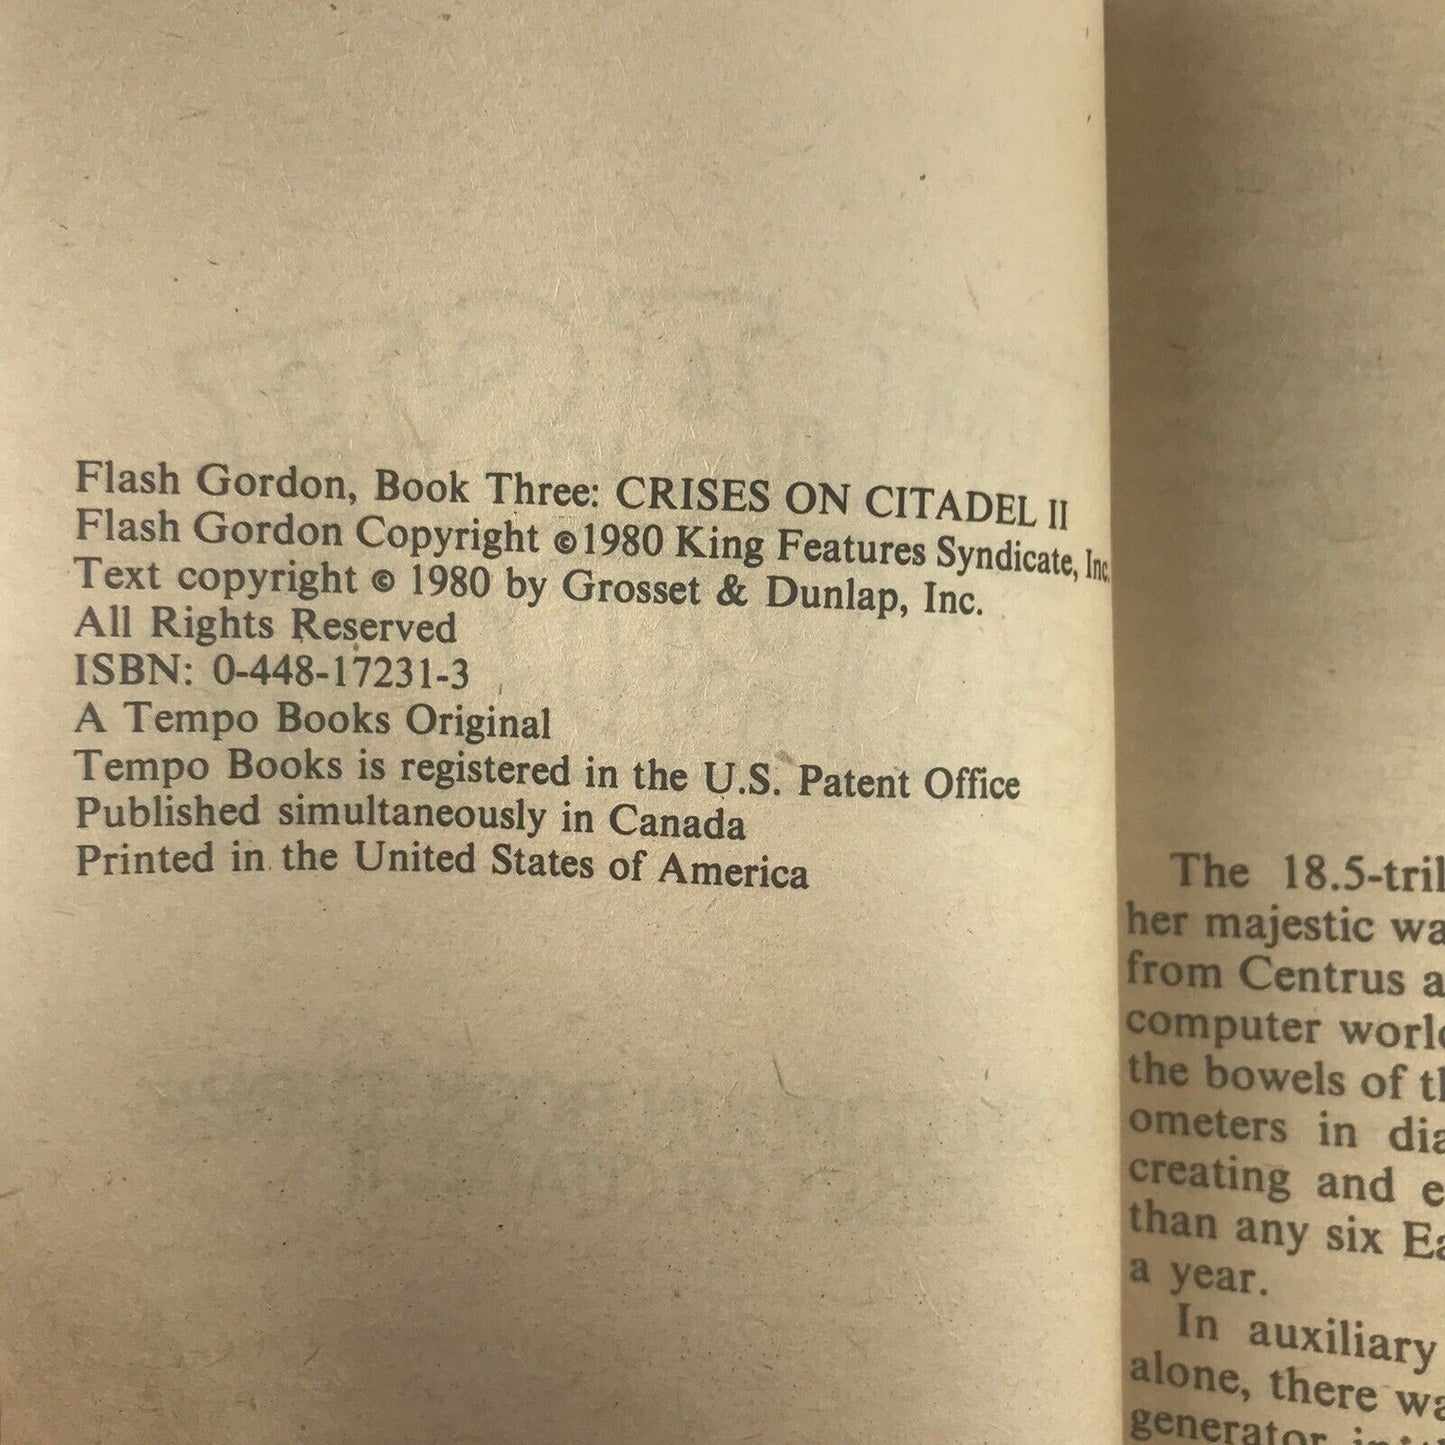 Flash Gordon, Book Three: CRISES ON CITADEL II
Flash Gordon Copyright ©1980 King Features Syndicate, Inc.
Text copyright © 1980 by Grosset & Dunlap, Inc.
All Rights Reserved
ISBN: 0-448-17231-3
A Tempo Books Original
Tempo Books is registered in the U.S. Patent Office
Published simultaneously in Canada
Printed in the United States of America
The 18.5-tril
her majestic wa
from Centrus a
computer worl
the bowels of t
ometers in dia
creating and e
than any six Ea
a year.
In auxiliary
alone, there wa
generator